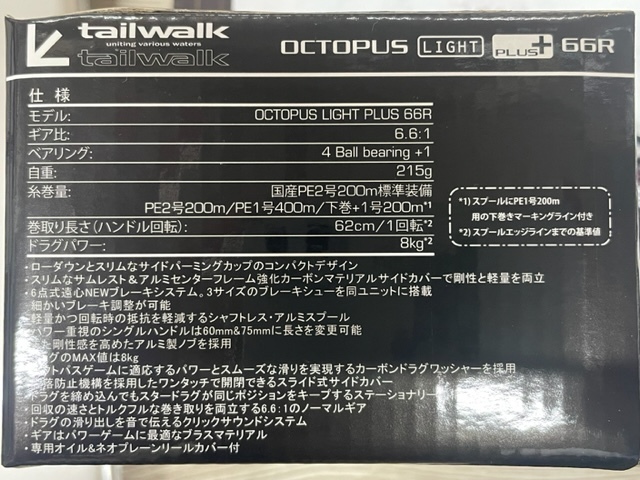 tailwalk
uniting various waters
tailwalk
OCTOPUS LIGHT PLUS+ 66R
仕様
モデル: OCTOPUS LIGHT PLUS 66R
ギア比: 6.6:1
ベアリング: 4 Ball bearing +1
自重: 215g
糸巻量: 国産PE2号200m標準装備
PE2号200m/PE1号400m/下巻+1号200m*1
巻取り長さ(ハンドル回転): 62cm/1回転*2
ドラグパワー: 8kg*2
*1) スプールにPE1号200m
用の下巻きマーキングライン付き
*2) スプールエッジラインまでの基準値
・ローダウンとスリムなサイドパーミングカップのコンパクトデザイン
・スリムなサムレスト&アルミセンターフレーム強化カーボンマテリアルサイドカバーで剛性と軽量を両立
・6点式遠心NEWブレーキシステム。3サイズのブレーキシューを同ユニットに搭載
細かいブレーキ調整が可能
・軽量かつ回転時の抵抗を軽減するシャフトレス・アルミスプール
パワー重視のシングルハンドルは60mm&75mmに長さを変更可能
剛性感を高めたアルミ製ノブを採用
グのMAX値は8kg
トパスゲームに適応するパワーとスムーズな滑りを実現するカーボンドラグワッシャーを採用
落防止機構を採用したワンタッチで開閉できるスライド式サイドカバー
ドラグを締め込んでもスタードラグが同じポジションをキープするステーショナリー
・回収の速さとトルクフルな巻き取りを両立する6.6:1のノーマルギア
・ドラグの滑り出しを音で伝えるクリックサウンドシステム
・ギアはパワーゲームに最適なブラスマテリアル
・専用オイル&ネオプレーンリールカバー付